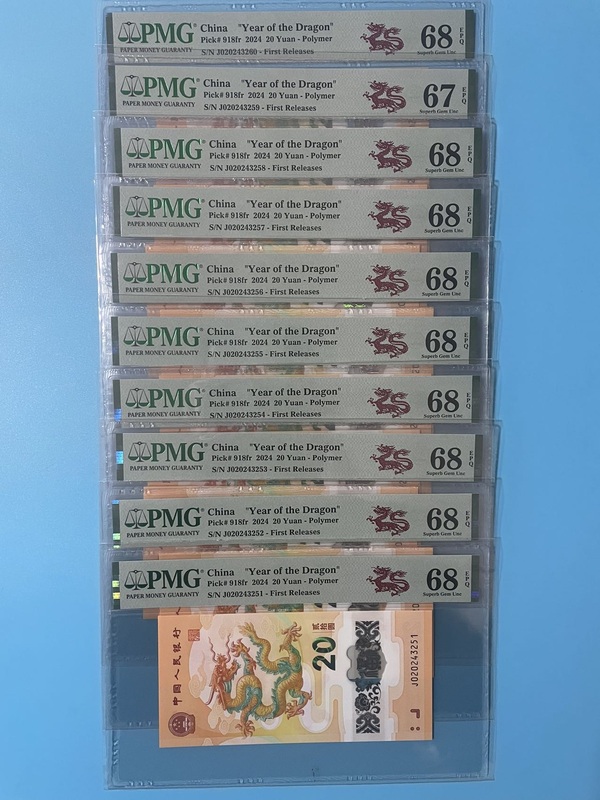 PMG
PAPER MONEY GUARANTY
China "Year of the Dragon"
Pick# 918fr 2024 20 Yuan - Polymer
S/N J020243260 - First Releases
68 EPQ
Superb Gem Unc
PMG
PAPER MONEY GUARANTY
China "Year of the Dragon"
Pick# 918fr 2024 20 Yuan - Polymer
S/N J020243259 - First Releases
67 EPQ
Superb Gem Unc
PMG
PAPER MONEY GUARANTY
China "Year of the Dragon"
Pick# 918fr 2024 20 Yuan - Polymer
S/N J020243258 - First Releases
68 EPQ
Superb Gem Unc
PMG
PAPER MONEY GUARANTY
China "Year of the Dragon"
Pick# 918fr 2024 20 Yuan - Polymer
S/N J020243257 - First Releases
68 EPQ
Superb Gem Unc
PMG
PAPER MONEY GUARANTY
China "Year of the Dragon"
Pick# 918fr 2024 20 Yuan - Polymer
S/N J020243256 - First Releases
68 EPQ
Superb Gem Unc
PMG
PAPER MONEY GUARANTY
China "Year of the Dragon"
Pick# 918fr 2024 20 Yuan - Polymer
S/N J020243255 - First Releases
68 EPQ
Superb Gem Unc
PMG
PAPER MONEY GUARANTY
China "Year of the Dragon"
Pick# 918fr 2024 20 Yuan - Polymer
S/N J020243254 - First Releases
68 EPQ
Superb Gem Unc
PMG
PAPER MONEY GUARANTY
China "Year of the Dragon"
Pick# 918fr 2024 20 Yuan - Polymer
S/N J020243253 - First Releases
68 EPQ
Superb Gem Unc
PMG
PAPER MONEY GUARANTY
China "Year of the Dragon"
Pick# 918fr 2024 20 Yuan - Polymer
S/N J020243252 - First Releases
68 EPQ
Superb Gem Unc
PMG
PAPER MONEY GUARANTY
China "Year of the Dragon"
Pick# 918fr 2024 20 Yuan - Polymer
S/N J020243251 - First Releases
68 EPQ
Superb Gem Unc
中国人民银行
20
贰拾圆
J020243251